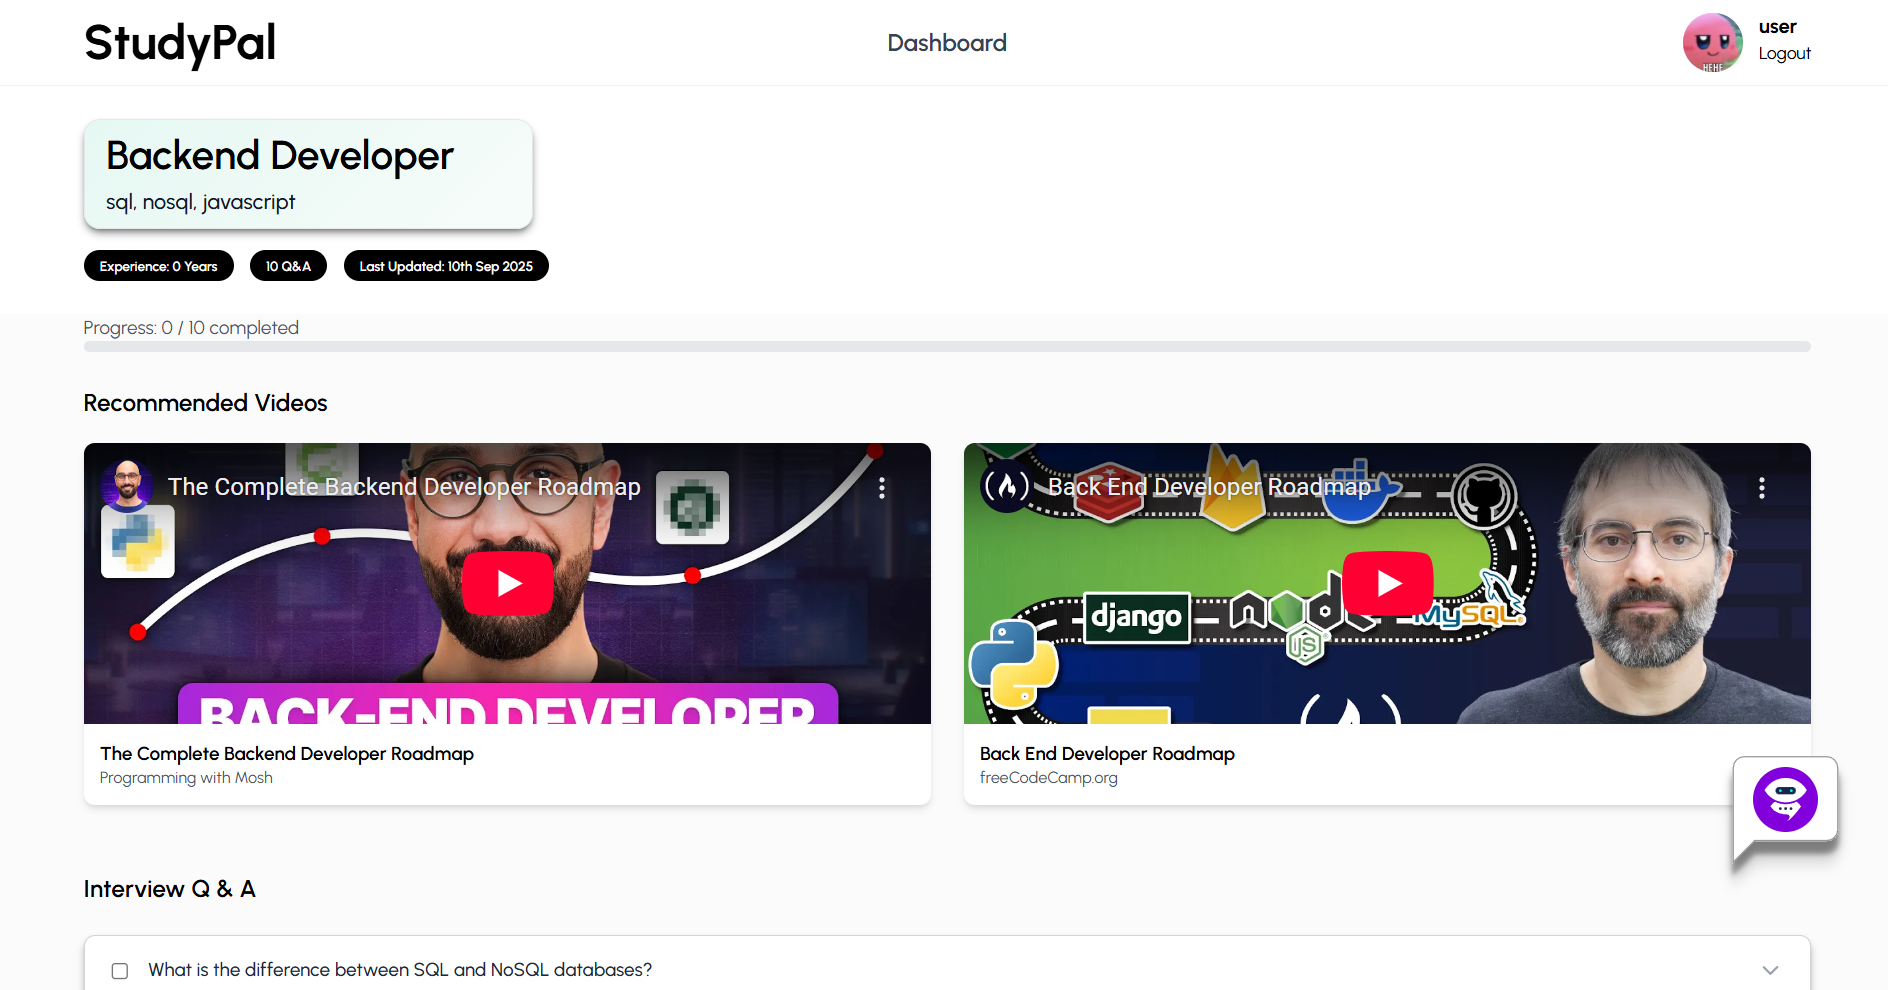 StudyPal
Dashboard
user
Logout
HEHE
Backend Developer
sql, nosql, javascript
Experience: 0 Years
10 Q&A
Last Updated: 10th Sep 2025
Progress: 0 / 10 completed
Recommended Videos
The Complete Backend Developer Roadmap
BACK-END DEVELOPER
The Complete Backend Developer Roadmap
Programming with Mosh
Back End Developer Roadmap
django
node
JS
MySQL
Back End Developer Roadmap
freeCodeCamp.org
Interview Q & A
What is the difference between SQL and NoSQL databases?